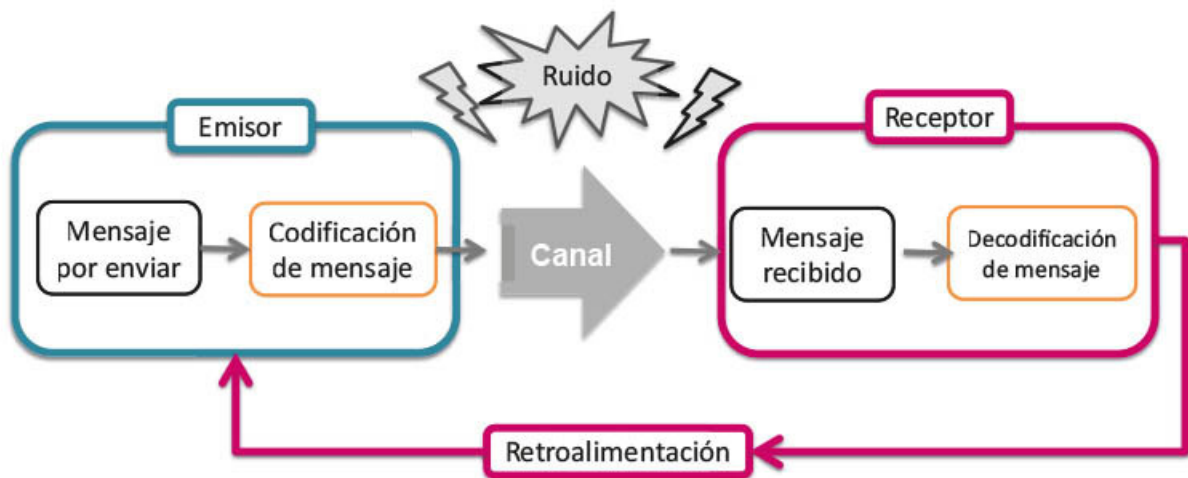 Ruido
Emisor
Receptor
Mensaje
por enviar
Codificación
de mensaje
Canal
Mensaje
recibido
Decodificación
de mensaje
Retroalimentación